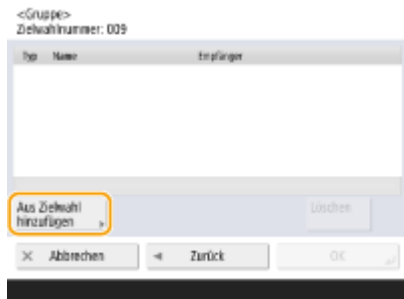 <Gruppe>
Zielwahlnummer: 009
Typ Name Empfänger
Aus Zielwahl
hinzufügen
Löschen
Abbrechen Zurück OK